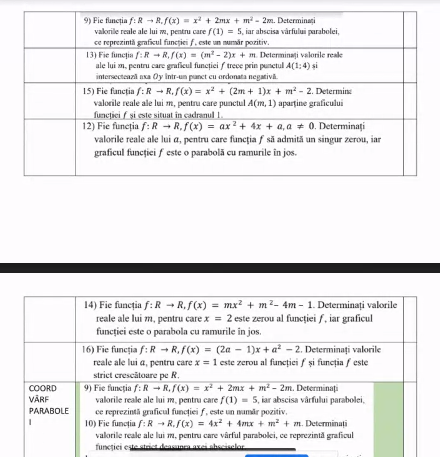 9) Fie funcția f: R → R, f(x) = x² + 2mx + m² - 2m. Determinați
valorile reale ale lui m, pentru care f(1) = 5, iar abscisa vârfului parabolei,
ce reprezintă graficul funcției f, este un număr pozitiv.
13) Fie funcția f: R → R, f(x) = (m² - 2)x + m. Determinați valorile reale
ale lui m, pentru care graficul funcției f trece prin punctul A(1; 4) și
intersectează axa Oy într-un punct cu ordonata negativă.
15) Fie funcția f: R → R, f(x) = x² + (2m + 1)x + m² - 2. Determina
valorile reale ale lui m, pentru care punctul A(m, 1) aparține graficului
funcției f și este situat în cadranul I.
12) Fie funcția f: R → R, f(x) = ax² + 4x + a, a ≠ 0. Determinați
valorile reale ale lui a, pentru care funcția f să admită un singur zerou, iar
graficul funcției f este o parabolă cu ramurile în jos.
14) Fie funcția f: R → R, f(x) = mx² + m² - 4m - 1. Determinați valorile
reale ale lui m, pentru care x = 2 este zerou al funcției f, iar graficul
funcției este o parabola cu ramurile în jos.
16) Fie funcția f: R → R, f(x) = (2a - 1)x + a² - 2. Determinați valorile
reale ale lui a, pentru care x = 1 este zerou al funcției f și funcția f este
strict crescătoare pe R.
COORD
VÂRF
PARABOLE
I
9) Fie funcția f: R → R, f(x) = x² + 2mx + m² - 2m. Determinați
valorile reale ale lui m, pentru care f(1) = 5, iar abscisa vârfului parabolei,
ce reprezintă graficul funcției f, este un număr pozitiv.
10) Fie funcția f: R → R, f(x) = 4x² + 4mx + m² + m. Determinați
valorile reale ale lui m, pentru care vârful parabolei, ce reprezintă graficul
funcției este strict deasupra axei absciselor.